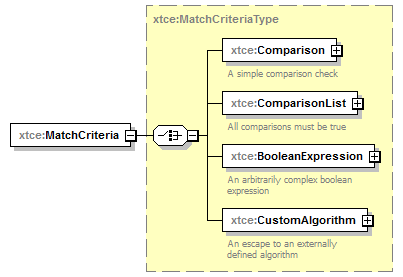 xtce:MatchCriteriaType
xtce:Comparison
A simple comparison check
xtce:ComparisonList
All comparisons must be true
xtce:MatchCriteria
xtce:BooleanExpression
An arbitrarily complex boolean
expression
xtce:CustomAlgorithm
An escape to an externally
defined algorithm